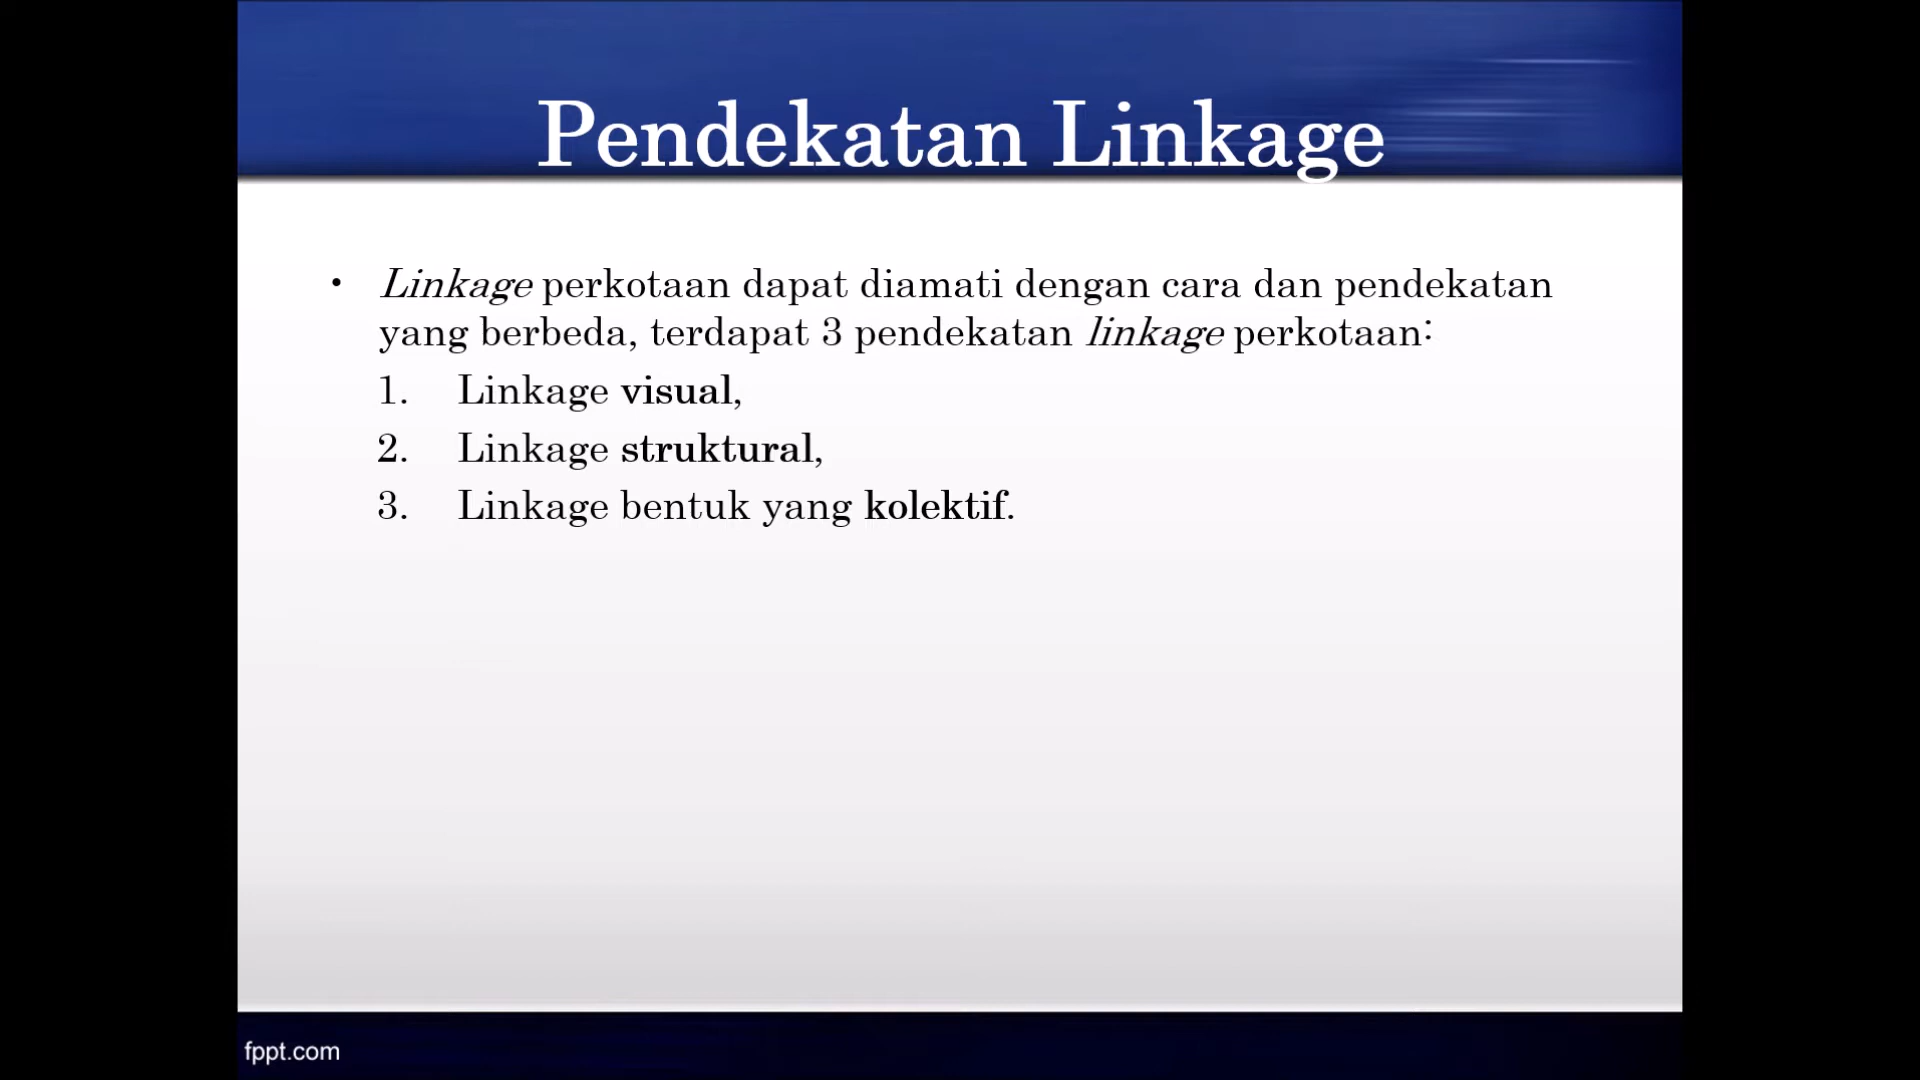 Pendekatan Linkage
• Linkage perkotaan dapat diamati dengan cara dan pendekatan
yang berbeda, terdapat 3 pendekatan linkage perkotaan:
1. Linkage visual,
2. Linkage struktural,
3. Linkage bentuk yang kolektif.
fppt.com